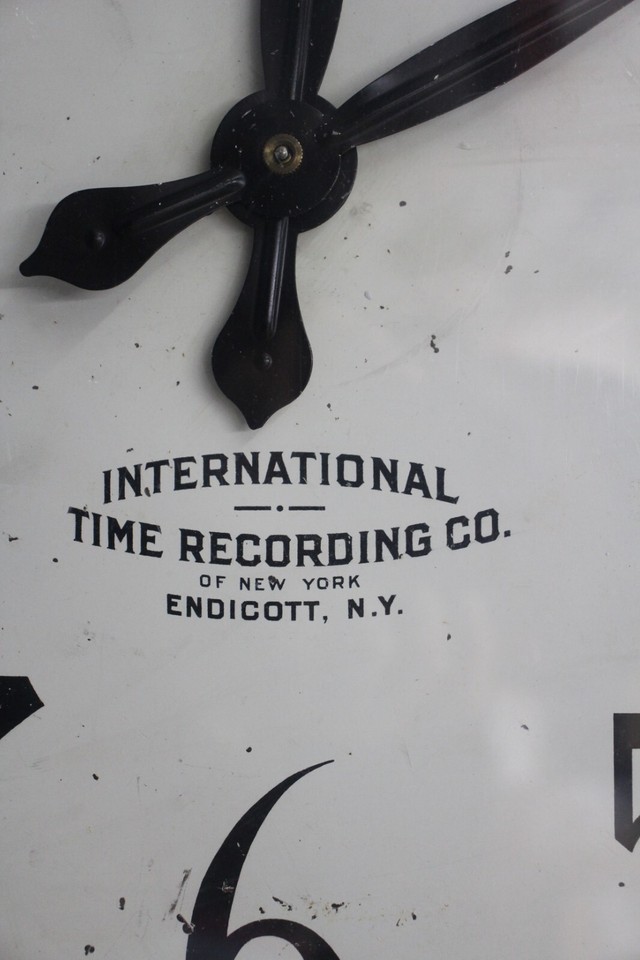 INTERNATIONAL
TIME RECORDING CO.
OF NEW YORK
ENDICOTT, N.Y.
6